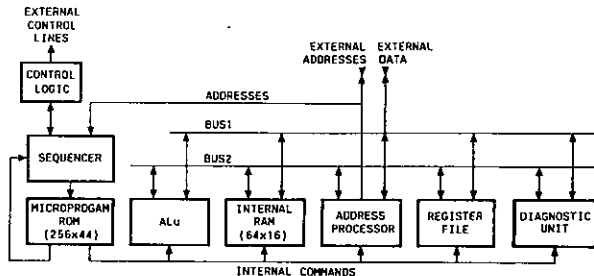 EXTERNAL
CONTROL
LINES
EXTERNAL
ADDRESSES
EXTERNAL
DATA
CONTROL
LOGIC
ADDRESSES
BUS1
SEQUENCER
BUS2
MICROPROGAM
ROM
(256x44)
ALu
INTERNAL
RAM
(64x16)
ADDRESS
PROCESSOR
REGISTER
FILE
DIAGNOSTIC
UNIT
INTERNAL COMMANDS